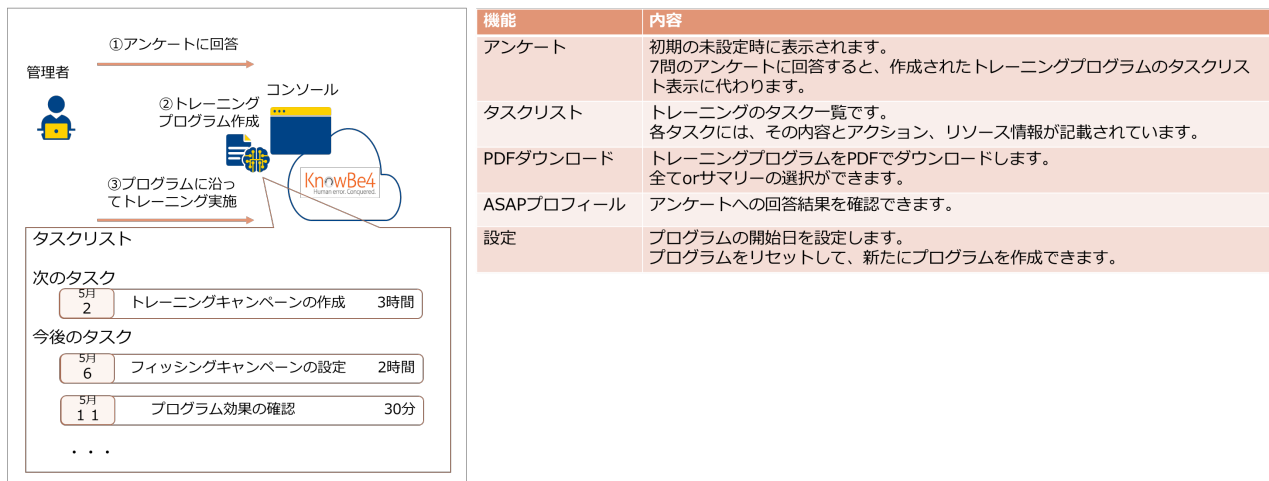 ①アンケートに回答
管理者
コンソール
②トレーニング
プログラム作成
KnowBe4
Human error. Conquered.
③プログラムに沿っ
てトレーニング実施
タスクリスト
次のタスク
5月
2
トレーニングキャンペーンの作成 3時間
今後のタスク
5月
6
フィッシングキャンペーンの設定 2時間
5月
11
プログラム効果の確認 30分
・・・
機能 内容
アンケート 初期の未設定時に表示されます。
7問のアンケートに回答すると、作成されたトレーニングプログラムのタスクリス
ト表示に代わります。
タスクリスト トレーニングのタスク一覧です。
各タスクには、その内容とアクション、リソース情報が記載されています。
PDFダウンロード トレーニングプログラムをPDFでダウンロードします。
全てorサマリーの選択ができます。
ASAPプロフィール アンケートへの回答結果を確認できます。
設定 プログラムの開始日を設定します。
プログラムをリセットして、新たにプログラムを作成できます。